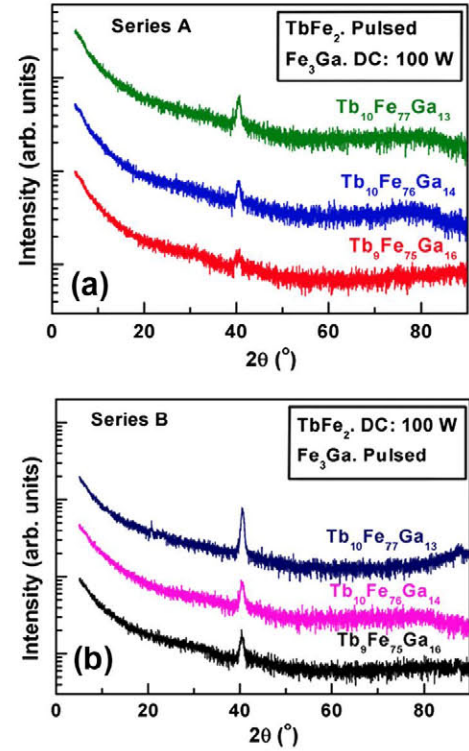 Series A
TbFe₂. Pulsed
Fe₃Ga. DC: 100 W
Tb₁₀Fe₇₇Ga₁₃
Tb₁₀Fe₇₆Ga₁₄
Tb₉Fe₇₅Ga₁₆
Intensity (arb. units)
(a)
0 20 40 60 80
2θ (°)
Series B
TbFe₂. DC: 100 W
Fe₃Ga. Pulsed
Tb₁₀Fe₇₇Ga₁₃
Tb₁₀Fe₇₆Ga₁₄
Tb₉Fe₇₅Ga₁₆
Intensity (arb. units)
(b)
0 20 40 60 80
2θ (°)